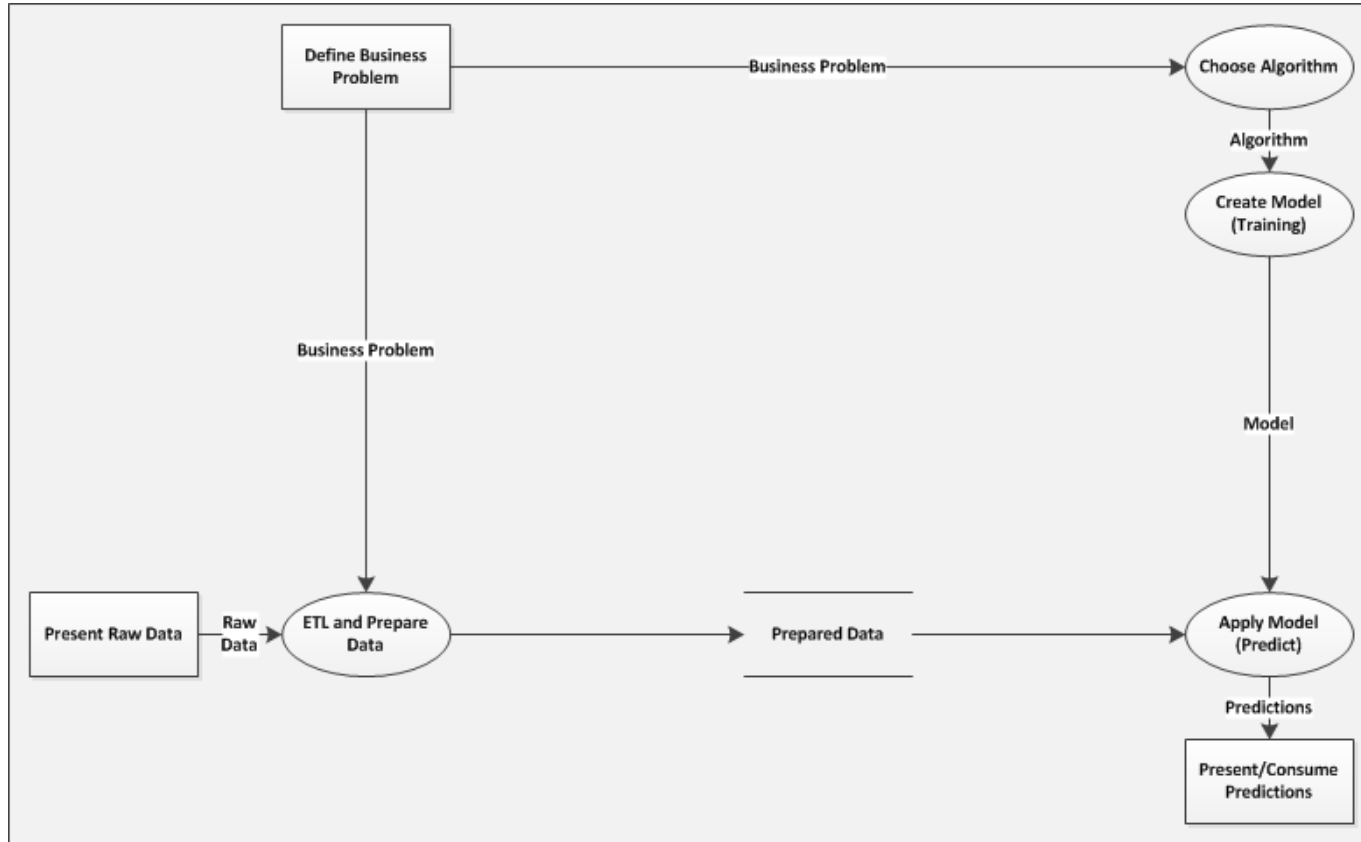 Define Business
Problem
Business Problem
Choose Algorithm
Algorithm
Create Model
(Training)
Business Problem
Model
Present Raw Data
Raw
Data
ETL and Prepare
Data
Prepared Data
Apply Model
(Predict)
Predictions
Present/Consume
Predictions